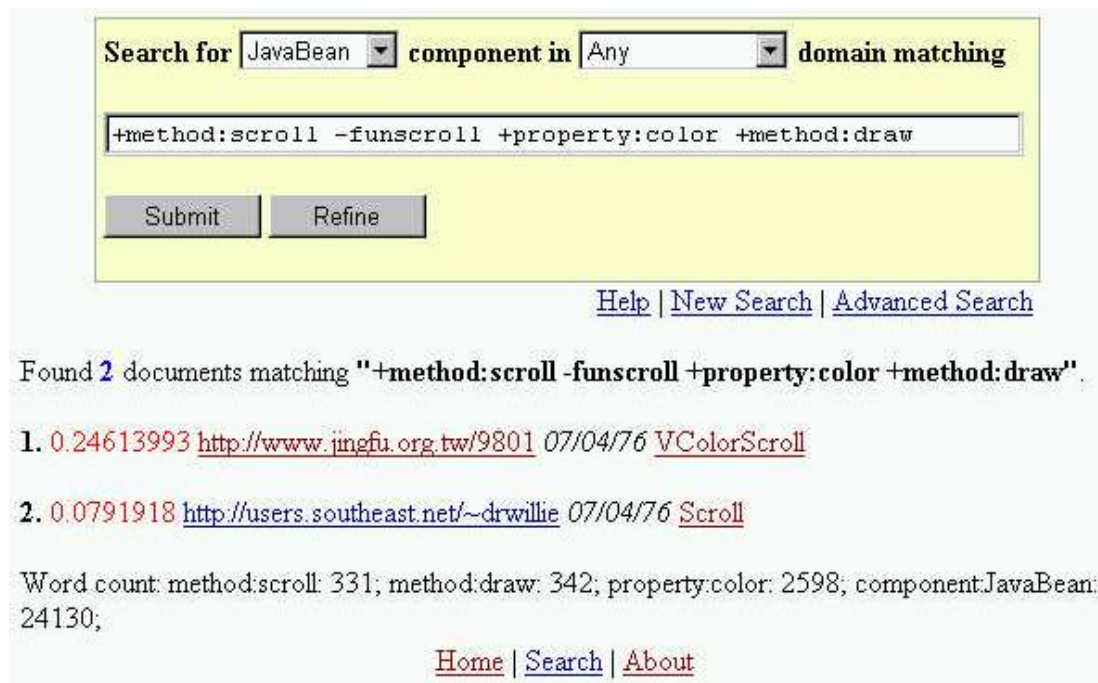 Search for JavaBean component in Any domain matching
+method:scroll -funscroll +property:color +method:draw
Submit Refine
Help | New Search | Advanced Search
Found 2 documents matching "+method:scroll -funscroll +property:color +method:draw".
1. 0.24613993 http://www.jingfu.org.tw/9801 07/04/76 VColorScroll
2. 0.0791918 http://users.southeast.net/~drwillie 07/04/76 Scroll
Word count: method:scroll: 331; method:draw: 342; property:color: 2598; component:JavaBean:
24130;
Home | Search | About